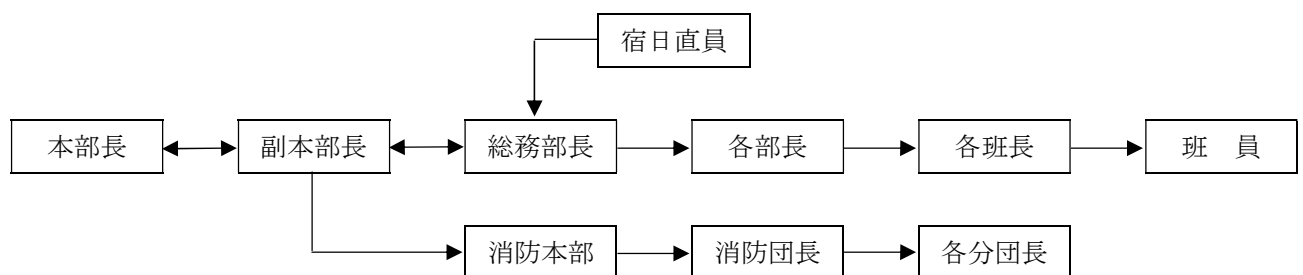 宿日直員
本部長
副本部長
総務部長
各部長
各班長
班　員
消防本部
消防団長
各分団長